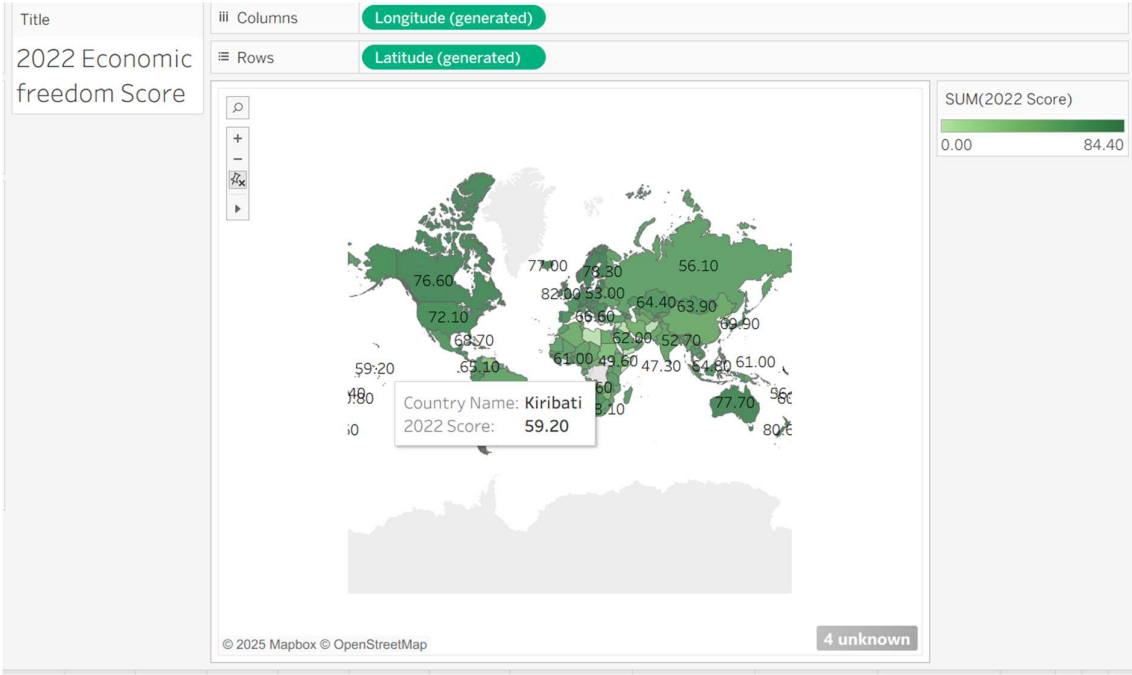 Title
2022 Economic
freedom Score
Columns
Longitude (generated)
Rows
Latitude (generated)
SUM(2022 Score)
0.00 84.40
77.00
78.30
56.10
76.60
82.00 53.00
64.40 63.90
72.10
66.60
69.90
68.70
62.00 52.70
61.00 49.60
47.30
64.80
61.00
65.10
59.20
77.70
Country Name: Kiribati
2022 Score: 59.20
4 unknown
© 2025 Mapbox © OpenStreetMap